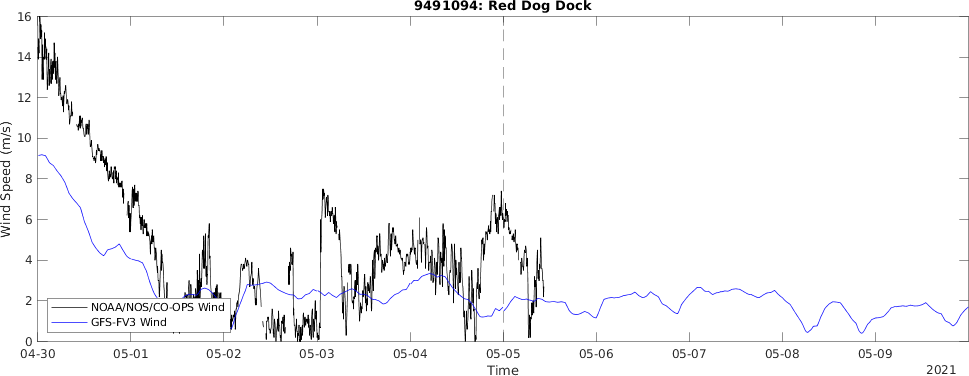 9491094: Red Dog Dock
Wind Speed (m/s)
16
14
12
10
8
6
4
2
0
NOAA/NOS/CO-OPS Wind
GFS-FV3 Wind
04-30 05-01 05-02 05-03 05-04 05-05 05-06 05-07 05-08 05-09
Time
2021